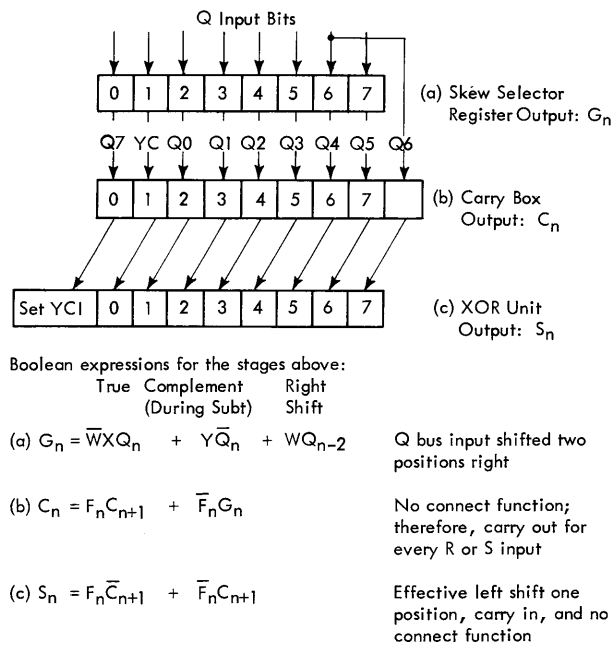 Q Input Bits
0 1 2 3 4 5 6 7
(a) Skew Selector
Register Output: Gn
Q7 YC Q0 Q1 Q2 Q3 Q4 Q5 Q6
0 1 2 3 4 5 6 7
(b) Carry Box
Output: Cn
Set YCI 0 1 2 3 4 5 6 7
(c) XOR Unit
Output: Sn
Boolean expressions for the stages above:
True Complement Right
(During Subt) Shift
(a) Gn = W̅XQn + YQ̅n + WQn-2 Q bus input shifted two
positions right
(b) Cn = FnCn+1 + F̅nGn No connect function;
therefore, carry out for
every R or S input
(c) Sn = FnC̅n+1 + F̅nCn+1 Effective left shift one
position, carry in, and no
connect function